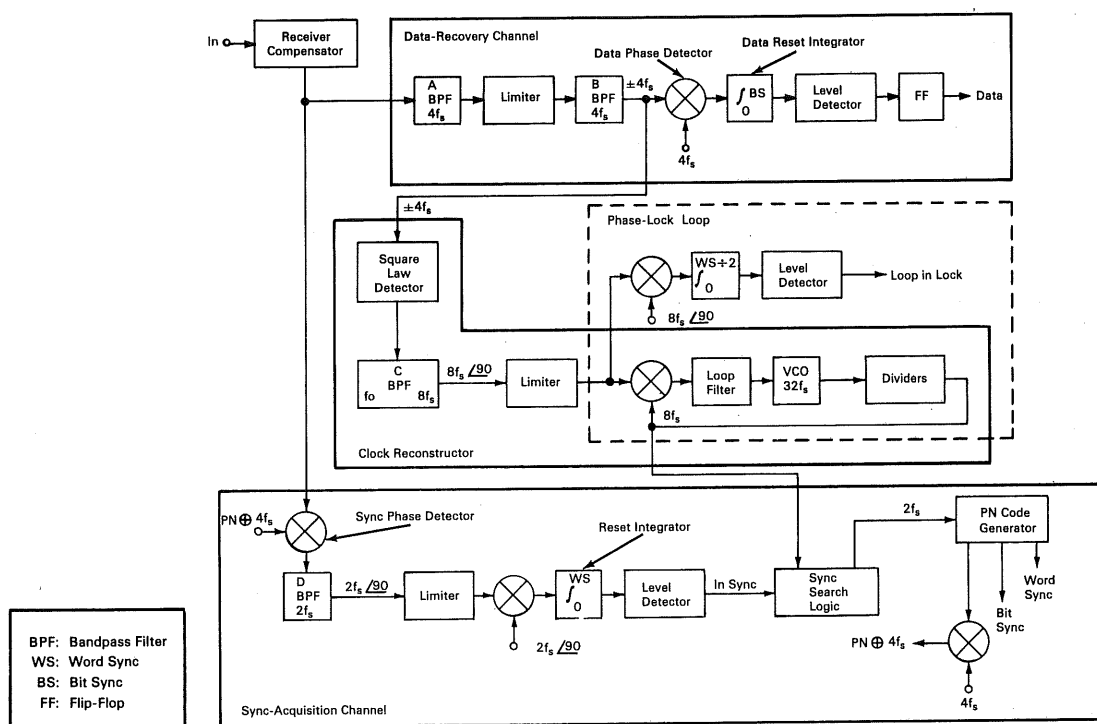 In
Receiver
Compensator
Data-Recovery Channel
Data Phase Detector
Data Reset Integrator
A
BPF
4fs
Limiter
B
BPF
4fs
±4fs
4fs
∫ BS
0
Level
Detector
FF
Data
±4fs
Phase-Lock Loop
Square
Law
Detector
WS÷2
∫
0
Level
Detector
Loop in Lock
8fs ∠90
C
BPF
fo 8fs
8fs ∠90
Limiter
8fs
Loop
Filter
VCO
32fs
Dividers
Clock Reconstructor
PN ⊕ 4fs
Sync Phase Detector
Reset Integrator
2fs
PN Code
Generator
D
BPF
2fs
2fs ∠90
Limiter
2fs ∠90
WS
∫
0
Level
Detector
In Sync
Sync
Search
Logic
Word
Sync
Bit
Sync
PN ⊕ 4fs
4fs
BPF: Bandpass Filter
WS: Word Sync
BS: Bit Sync
FF: Flip-Flop
Sync-Acquisition Channel